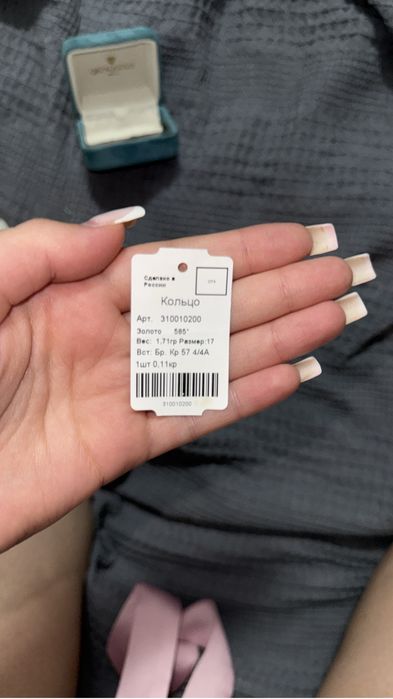 Сделано в
России
Кольцо
Арт. 310010200
Золото 585°
Вес: 1,71гр Размер:17
Вст. Бр. Кр 57 4/4А
1шт 0,11кр
310010200